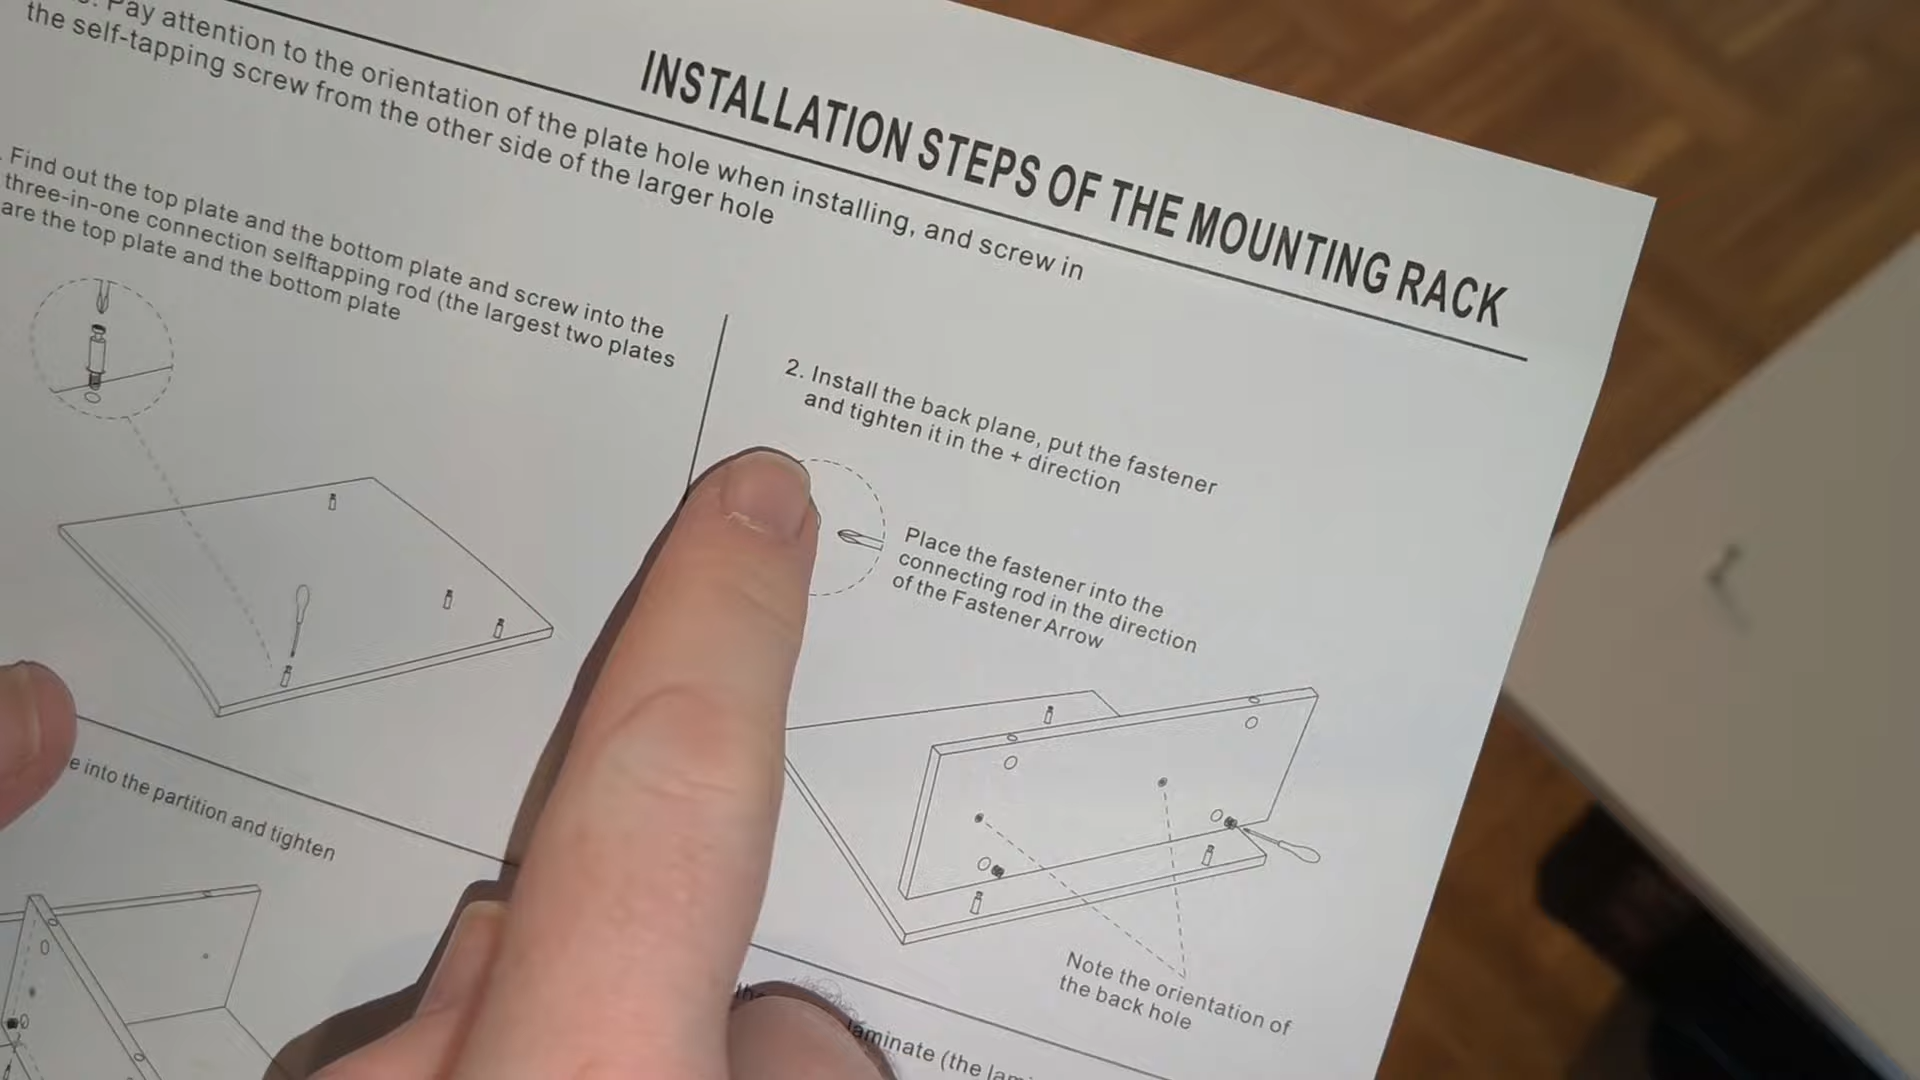 INSTALLATION STEPS OF THE MOUNTING RACK
Pay attention to the orientation of the plate hole when installing, and screw in
the self-tapping screw from the other side of the larger hole
Find out the top plate and the bottom plate and screw into the
three-in-one connection selftapping rod (the largest two plates
are the top plate and the bottom plate
2. Install the back plane, put the fastener
and tighten it in the + direction
Place the fastener into the
connecting rod in the direction
of the Fastener Arrow
Note the orientation of
the back hole
into the partition and tighten
laminate (the